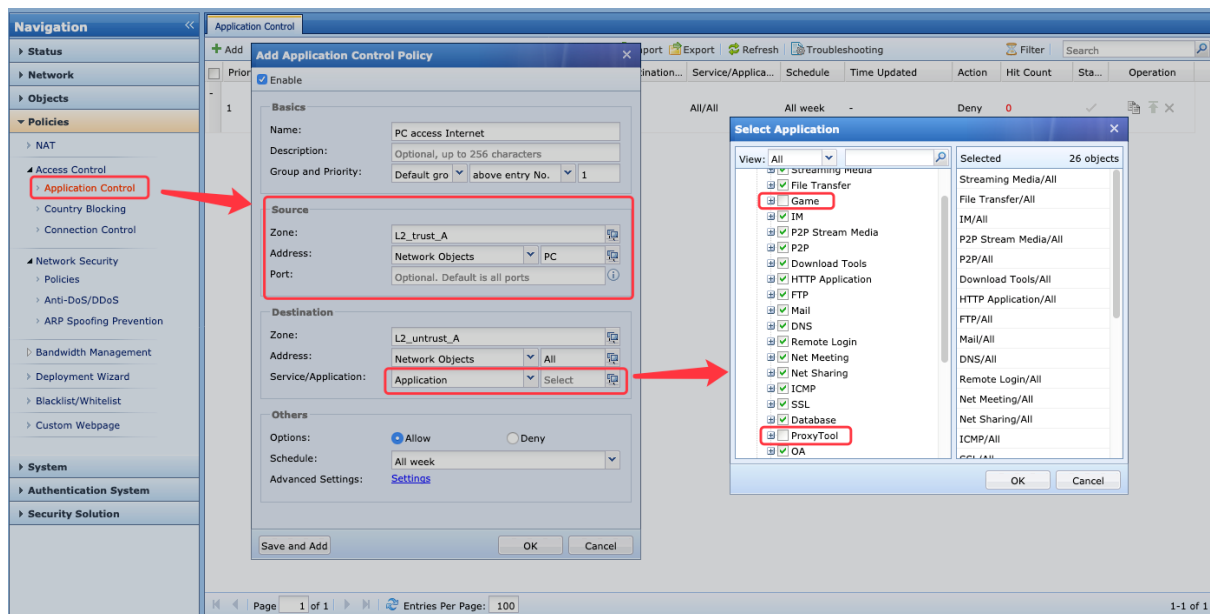 Navigation
Status
Network
Objects
Policies
NAT
Access Control
Application Control
Country Blocking
Connection Control
Network Security
Policies
Anti-DoS/DDoS
ARP Spoofing Prevention
Bandwidth Management
Deployment Wizard
Blacklist/Whitelist
Custom Webpage
System
Authentication System
Security Solution
Application Control
Add
Export
Refresh
Troubleshooting
Filter
Search
Service/Applica...
Schedule
Time Updated
Action
Hit Count
Sta...
Operation
1
All/All
All week
-
Deny
0
Add Application Control Policy
Enable
Basics
Name: PC access Internet
Description: Optional, up to 256 characters
Group and Priority: Default gro above entry No. 1
Source
Zone: L2_trust_A
Address: Network Objects PC
Port: Optional. Default is all ports
Destination
Zone: L2_untrust_A
Address: Network Objects All
Service/Application: Application Select
Others
Options: Allow Deny
Schedule: All week
Advanced Settings: Settings
Save and Add
OK
Cancel
Select Application
View: All
Streaming Media
File Transfer
Game
IM
P2P Stream Media
P2P
Download Tools
HTTP Application
FTP
Mail
DNS
Remote Login
Net Meeting
Net Sharing
ICMP
SSL
Database
ProxyTool
OA
Selected 26 objects
Streaming Media/All
File Transfer/All
IM/All
P2P Stream Media/All
P2P/All
Download Tools/All
HTTP Application/All
FTP/All
Mail/All
DNS/All
Remote Login/All
Net Meeting/All
Net Sharing/All
ICMP/All
SSL/All
OK
Cancel
Page 1 of 1
Entries Per Page: 100
1-1 of 1